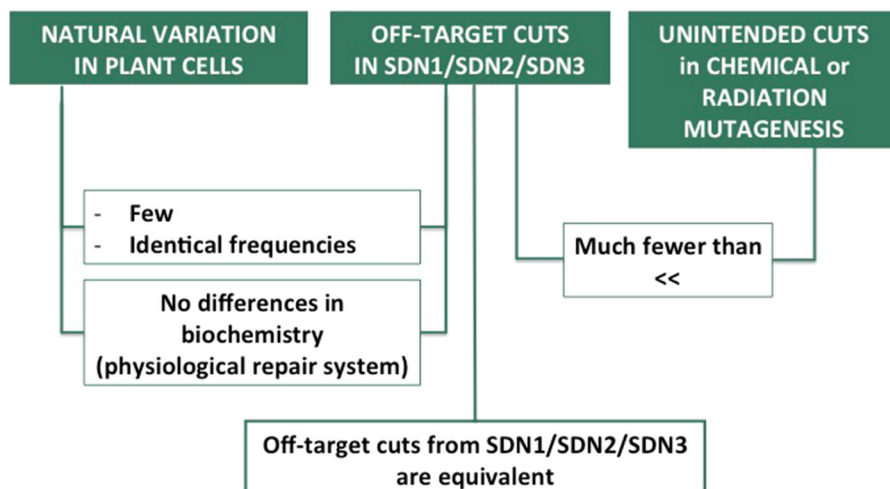 NATURAL VARIATION
IN PLANT CELLS
OFF-TARGET CUTS
IN SDN1/SDN2/SDN3
UNINTENDED CUTS
in CHEMICAL or
RADIATION
MUTAGENESIS
- Few
- Identical frequencies
Much fewer than
<<
No differences in
biochemistry
(physiological repair system)
Off-target cuts from SDN1/SDN2/SDN3
are equivalent